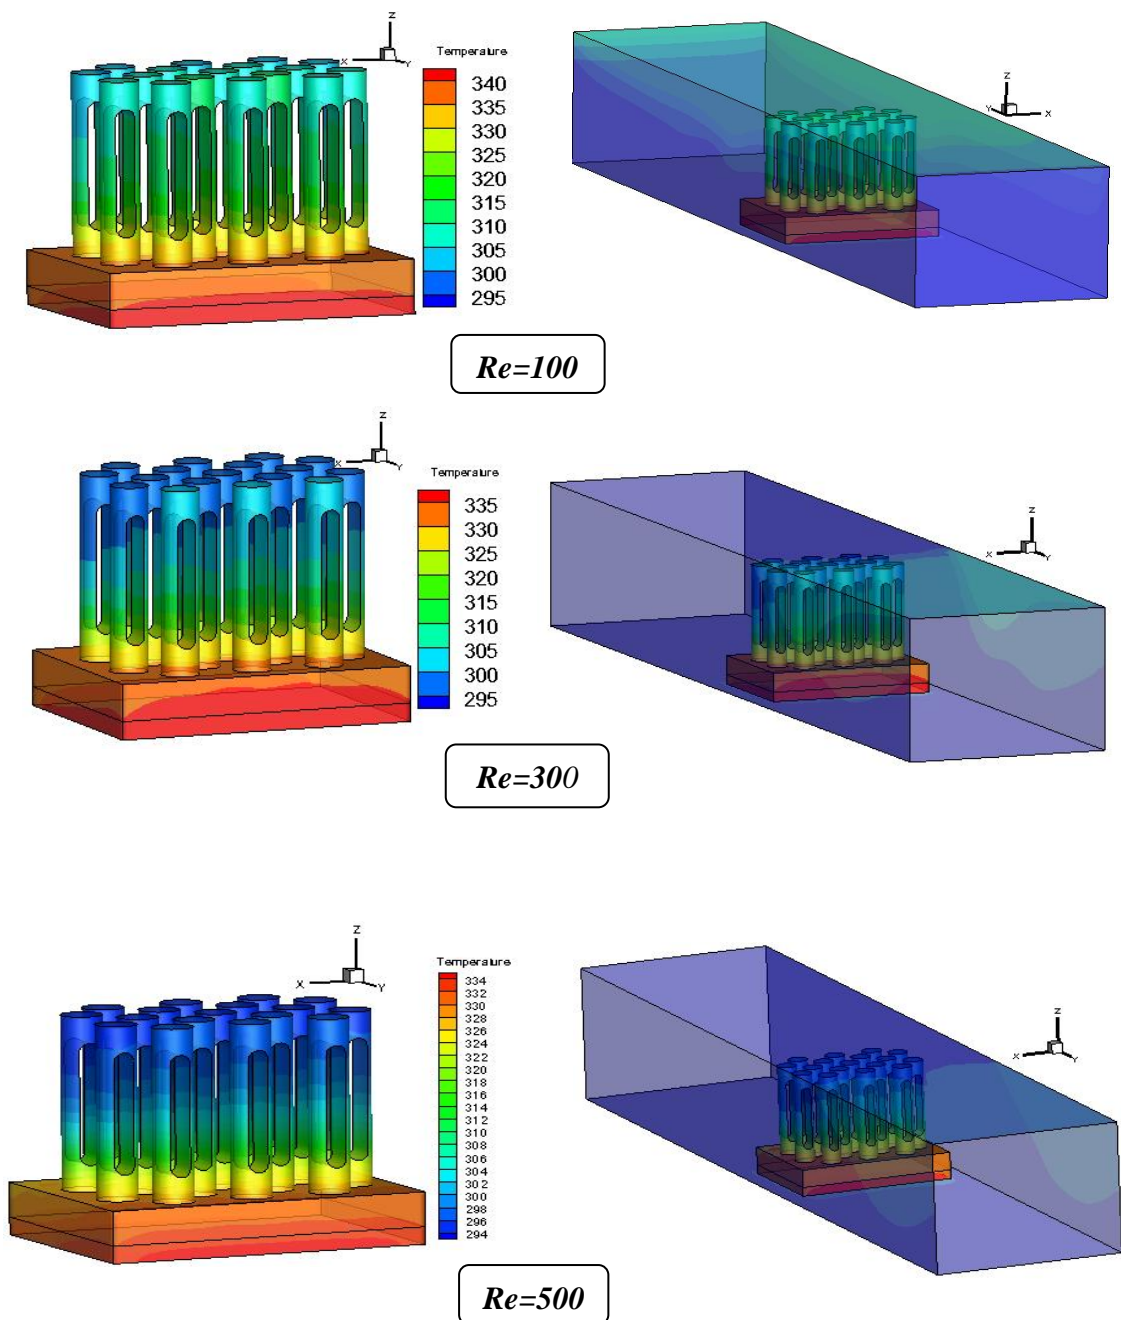 Z
X
Y
Temperature
340
335
330
325
320
315
310
305
300
295
Z
Y
X
Re=100
Z
X
Y
Temperature
335
330
325
320
315
310
305
300
295
Z
X
Y
Re=300
Z
X
Y
Temperature
334
332
330
328
326
324
322
320
318
316
314
312
310
308
306
304
302
300
298
296
294
Z
X
Y
Re=500